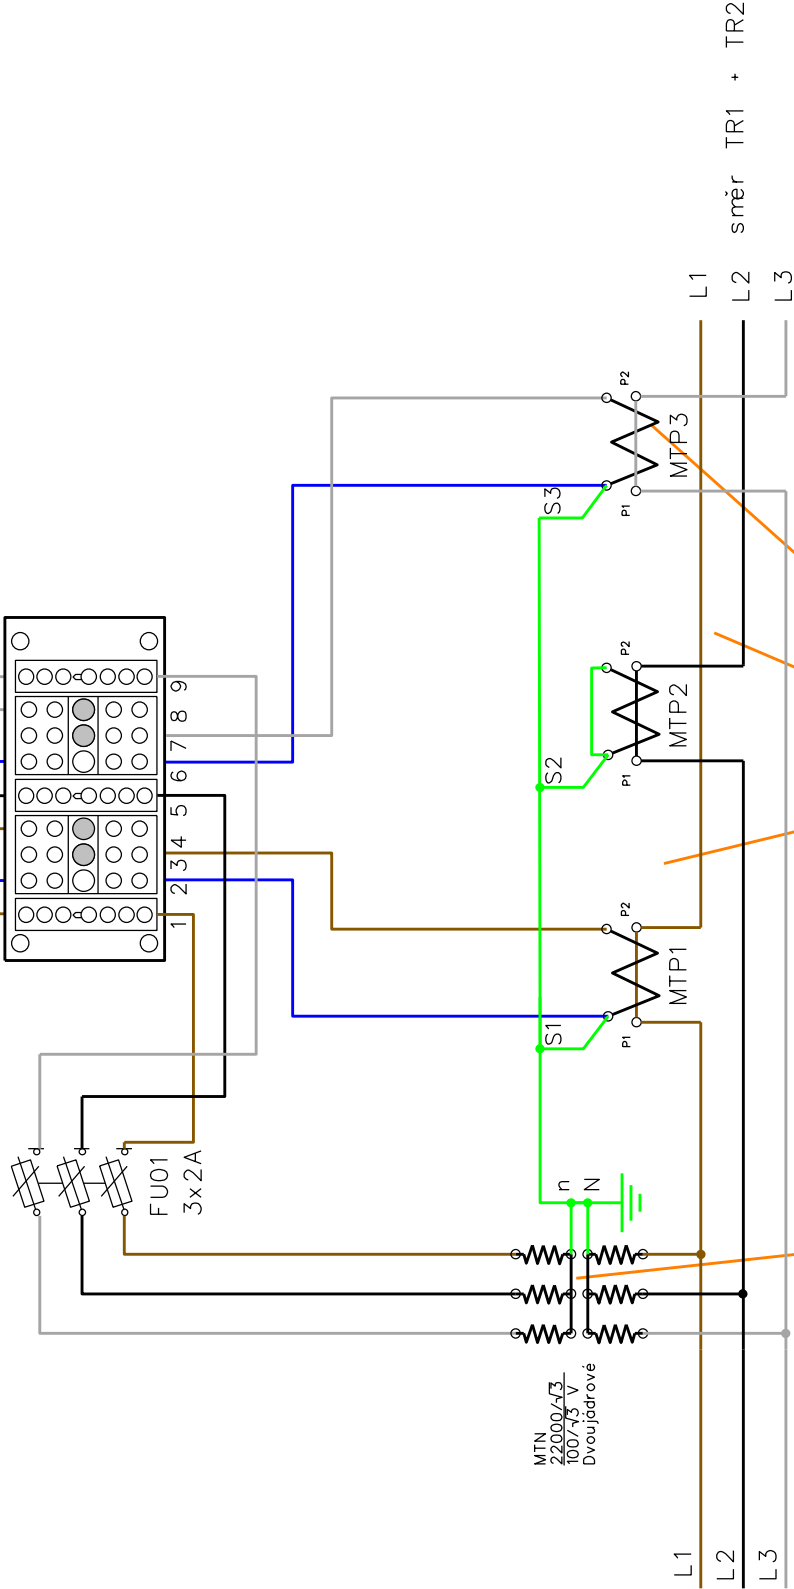 směr TR1 + TR2
L1
L2
L3
P2
P1
MTP3
S3
P2
P1
MTP2
S2
P2
P1
MTP1
S1
9
8
7
6
5
4
3
2
1
FU01
3x2A
n
N
MTN
22000/√3
100/√3 V
Dvoujádrové
L1
L2
L3